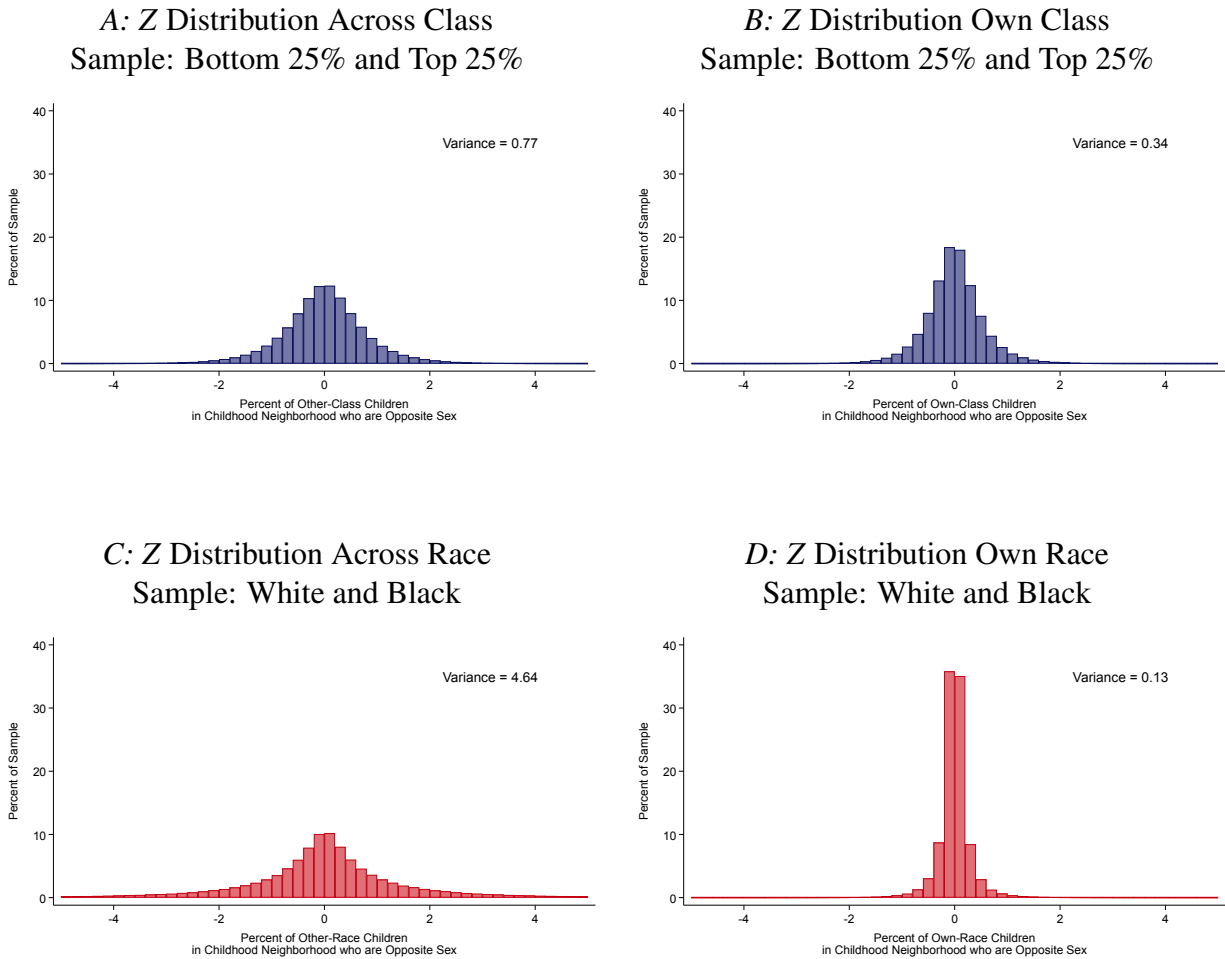 A: Z Distribution Across Class
Sample: Bottom 25% and Top 25%
40
30
20
10
0
Percent of Sample
Variance = 0.77
-4
-2
0
2
4
Percent of Other-Class Children
in Childhood Neighborhood who are Opposite Sex
B: Z Distribution Own Class
Sample: Bottom 25% and Top 25%
40
30
20
10
0
Percent of Sample
Variance = 0.34
-4
-2
0
2
4
Percent of Own-Class Children
in Childhood Neighborhood who are Opposite Sex
C: Z Distribution Across Race
Sample: White and Black
40
30
20
10
0
Percent of Sample
Variance = 4.64
-4
-2
0
2
4
Percent of Other-Race Children
in Childhood Neighborhood who are Opposite Sex
D: Z Distribution Own Race
Sample: White and Black
40
30
20
10
0
Percent of Sample
Variance = 0.13
-4
-2
0
2
4
Percent of Own-Race Children
in Childhood Neighborhood who are Opposite Sex